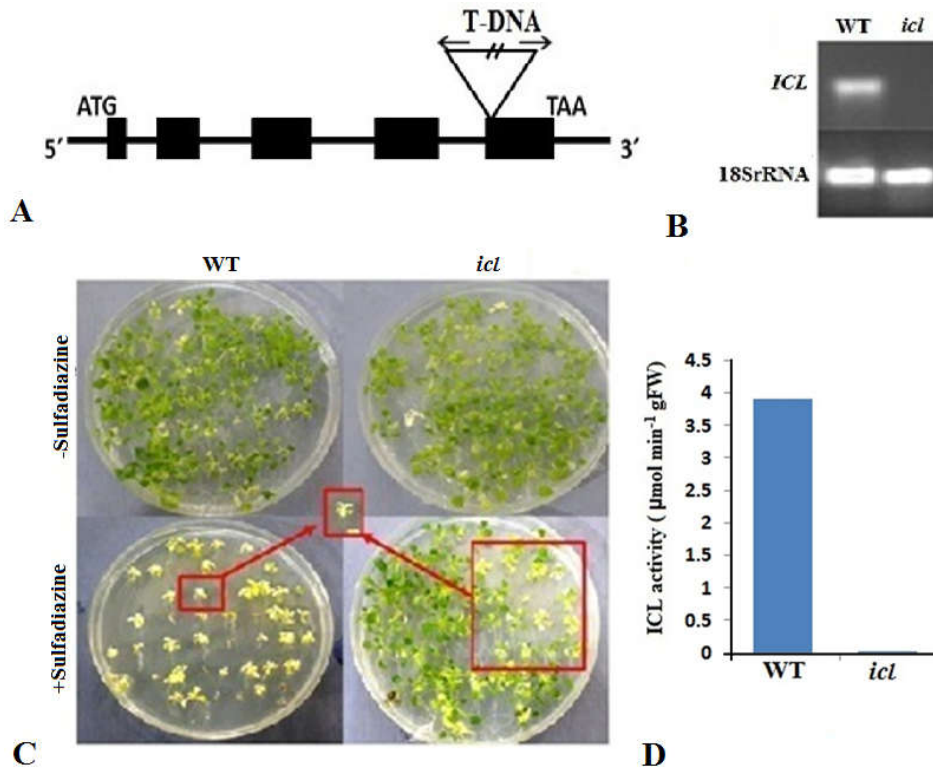 T-DNA
ATG
TAA
5′
3′
A
WT icl
ICL
18SrRNA
B
WT icl
-Sulfadiazine
+Sulfadiazine
C
ICL activity ( μmol min⁻¹ gFW)
4.5
4
3.5
3
2.5
2
1.5
1
0.5
0
WT icl
D